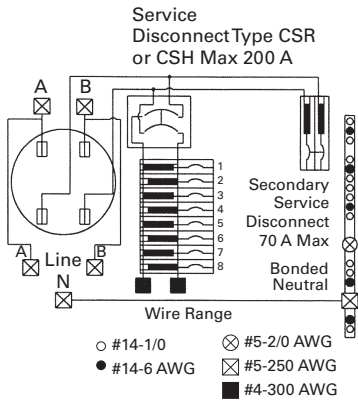 Service
Disconnect Type CSR
or CSH Max 200 A
A
B
1
2
3
4
5
6
7
8
Secondary
Service
Disconnect
70 A Max
A
Line
B
N
Bonded
Neutral
Wire Range
#14-1/0
#14-6 AWG
#5-2/0 AWG
#5-250 AWG
#4-300 AWG